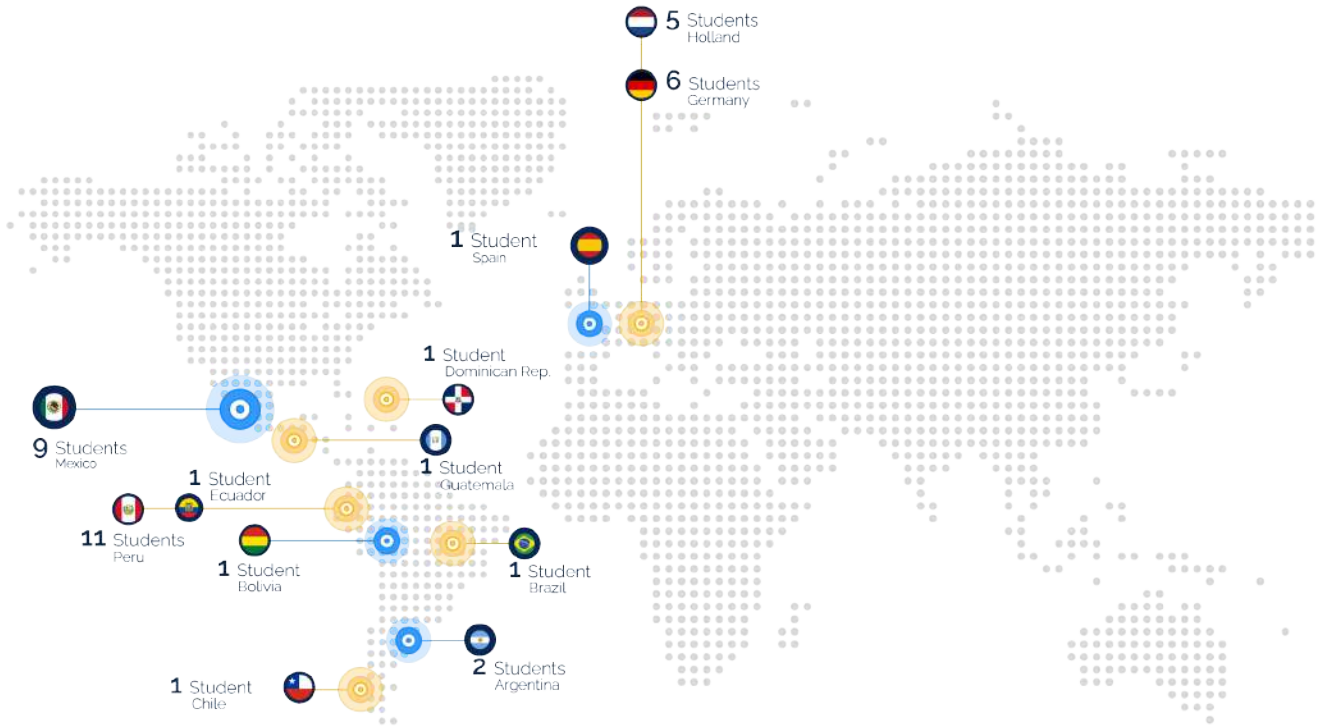 5 Students
Holland
6 Students
Germany
1 Student
Spain
1 Student
Dominican Rep.
9 Students
Mexico
1 Student
Guatemala
1 Student
Ecuador
11 Students
Peru
1 Student
Bolivia
1 Student
Brazil
2 Students
Argentina
1 Student
Chile